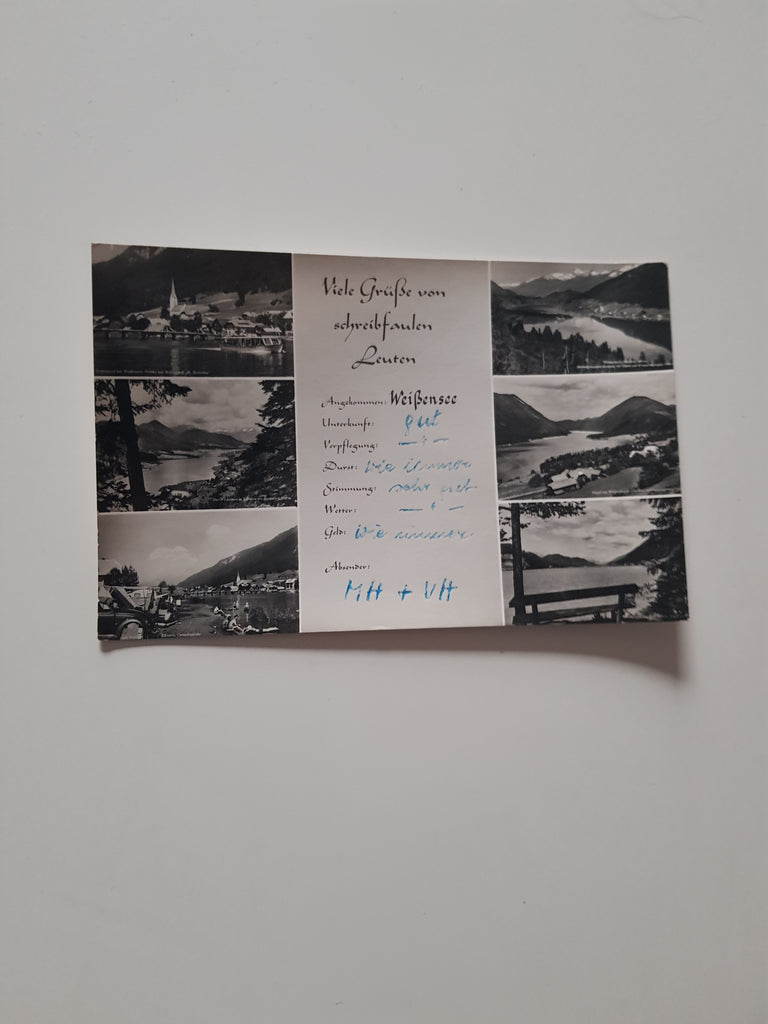 Viele Grüße von
schreibfaulen
Leuten
Angekommen: Weißensee
Unterkunft: gut
Verpflegung: — " —
Durst: wie immer
Stimmung: sehr gut
Wetter: — " —
Geld: wie immer
Absender:
MH + VH